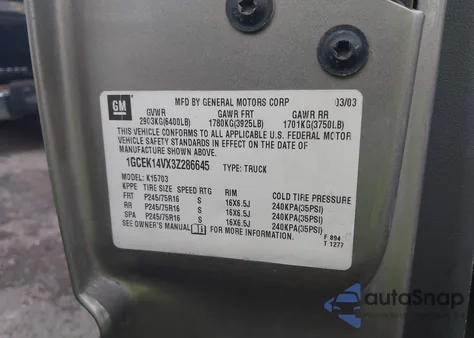 GM
MFD BY GENERAL MOTORS CORP 03/03
GVWR GAWR FRT GAWR RR
2903KG(6400LB) 1780KG(3925LB) 1701KG(3750LB)
THIS VEHICLE CONFORMS TO ALL APPLICABLE U.S. FEDERAL MOTOR
VEHICLE SAFETY STANDARDS IN EFFECT ON THE DATE OF
MANUFACTURE SHOWN ABOVE.
1GCEK14VX3Z286645 TYPE: TRUCK
MODEL: K15703
KPPE TIRE SIZE SPEED RTG RIM COLD TIRE PRESSURE
FRT P245/75R16 S 16X6.5J 240KPA(35PSI)
RR P245/75R16 S 16X6.5J 240KPA(35PSI)
SPA P245/75R16 S 16X6.5J 240KPA(35PSI)
SEE OWNER'S MANUAL FOR MORE INFORMATION.
F 894
T 1277
autoSnap